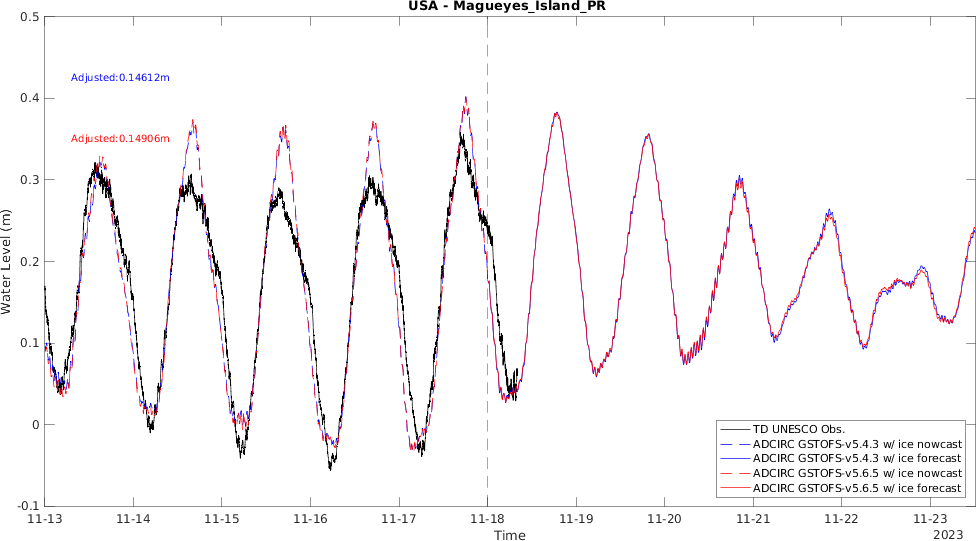 USA - Magueyes_Island_PR
0.5
Adjusted:0.14612m
0.4
Adjusted:0.14906m
0.3
Water Level (m)
0.2
0.1
0
TD UNESCO Obs.
ADCIRC GSTOFS-v5.4.3 w/ ice nowcast
ADCIRC GSTOFS-v5.4.3 w/ ice forecast
ADCIRC GSTOFS-v5.6.5 w/ ice nowcast
ADCIRC GSTOFS-v5.6.5 w/ ice forecast
-0.1
11-13 11-14 11-15 11-16 11-17 11-18 11-19 11-20 11-21 11-22 11-23
Time
2023